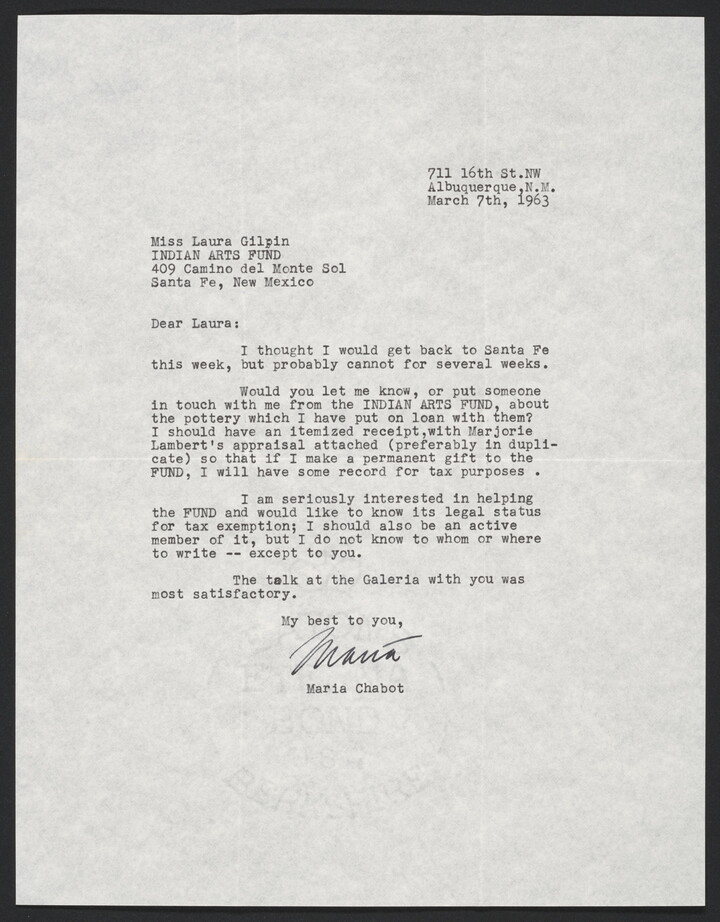 711 16th St.NW
Albuquerque,N.M.
March 7th, 1963
Miss Laura Gilpin
INDIAN ARTS FUND
409 Camino del Monte Sol
Santa Fe, New Mexico
Dear Laura:
I thought I would get back to Santa Fe
this week, but probably cannot for several weeks.
Would you let me know, or put someone
in touch with me from the INDIAN ARTS FUND, about
the pottery which I have put on loan with them?
I should have an itemized receipt,with Marjorie
Lambert's appraisal attached (preferably in dupli-
cate) so that if I make a permanent gift to the
FUND, I will have some record for tax purposes .
I am seriously interested in helping
the FUND and would like to know its legal status
for tax exemption; I should also be an active
member of it, but I do not know to whom or where
to write -- except to you.
The talk at the Galeria with you was
most satisfactory.
My best to you,
Maria
Maria Chabot